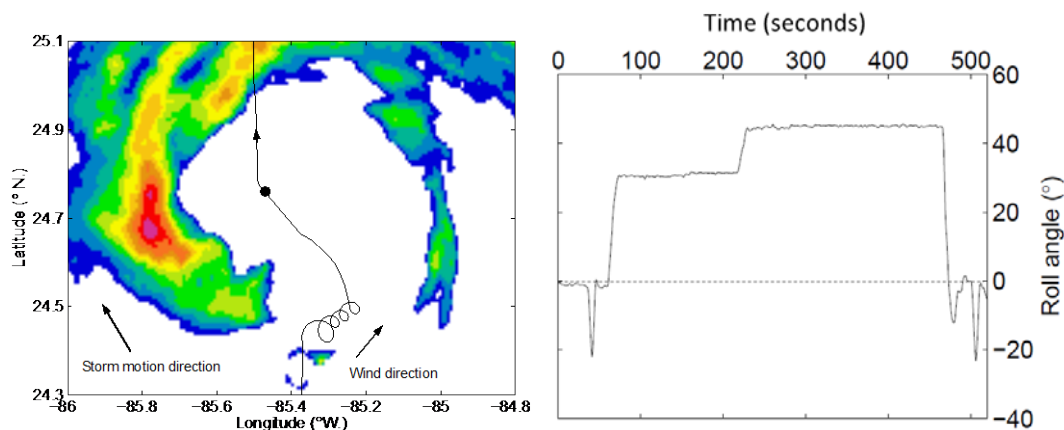 25.1
24.9
24.7
24.5
24.3
Latitude (° N.)
Storm motion direction
Wind direction
−86 −85.8 −85.6 −85.4 −85.2 −85 −84.8
Longitude (°W.)
Time (seconds)
0 100 200 300 400 500
60
40
20
0
−20
−40
Roll angle (°)